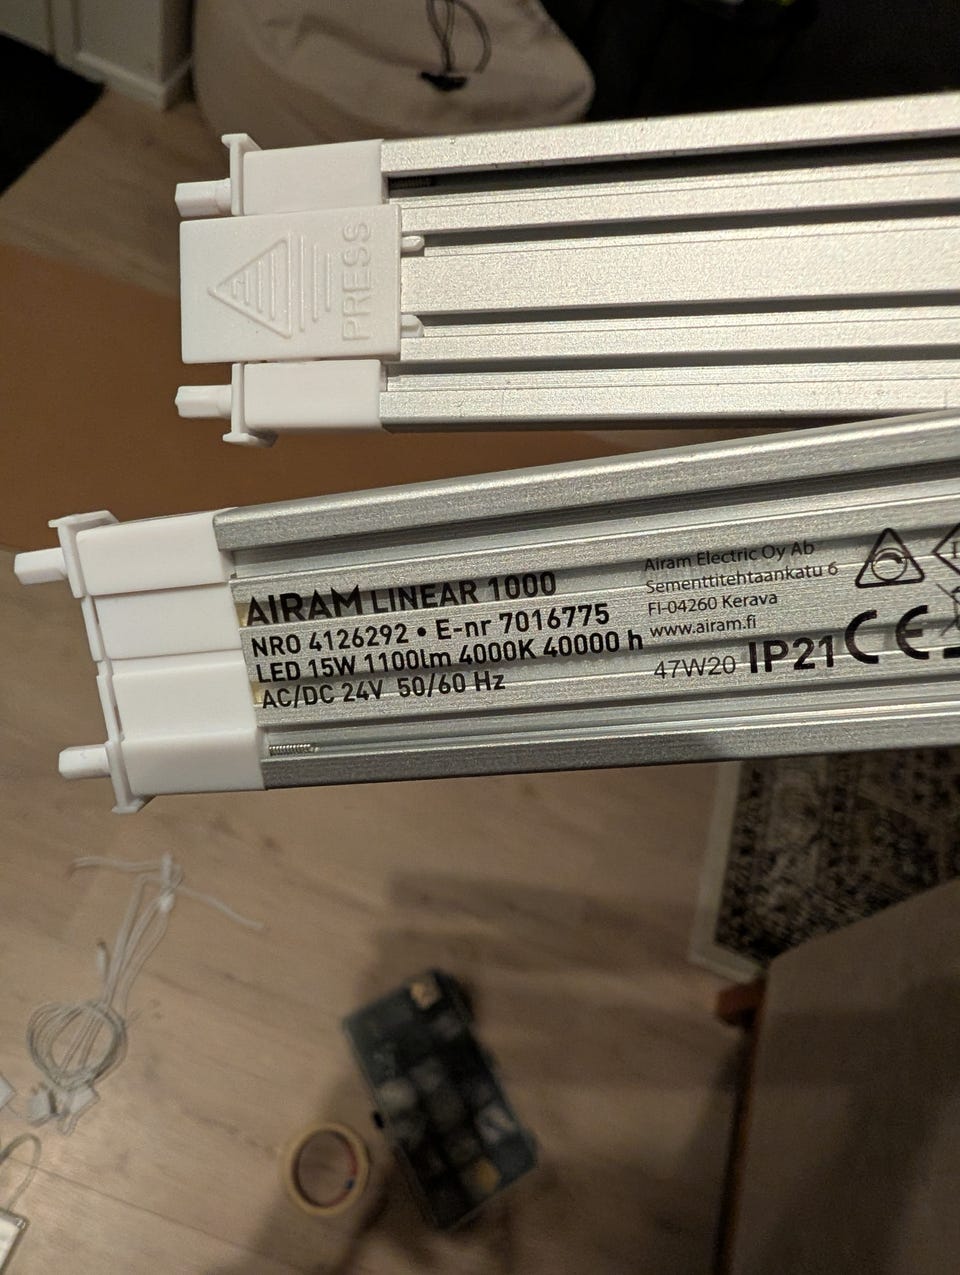 PRESS
AIRAM LINEAR 1000
NRO 4126292 • E-nr 7016775
LED 15W 1100lm 4000K 40000 h
AC/DC 24V 50/60 Hz
Airam Electric Oy Ab
Sementtitehtaankatu 6
FI-04260 Kerava
www.airam.fi
47W20 IP21 CE